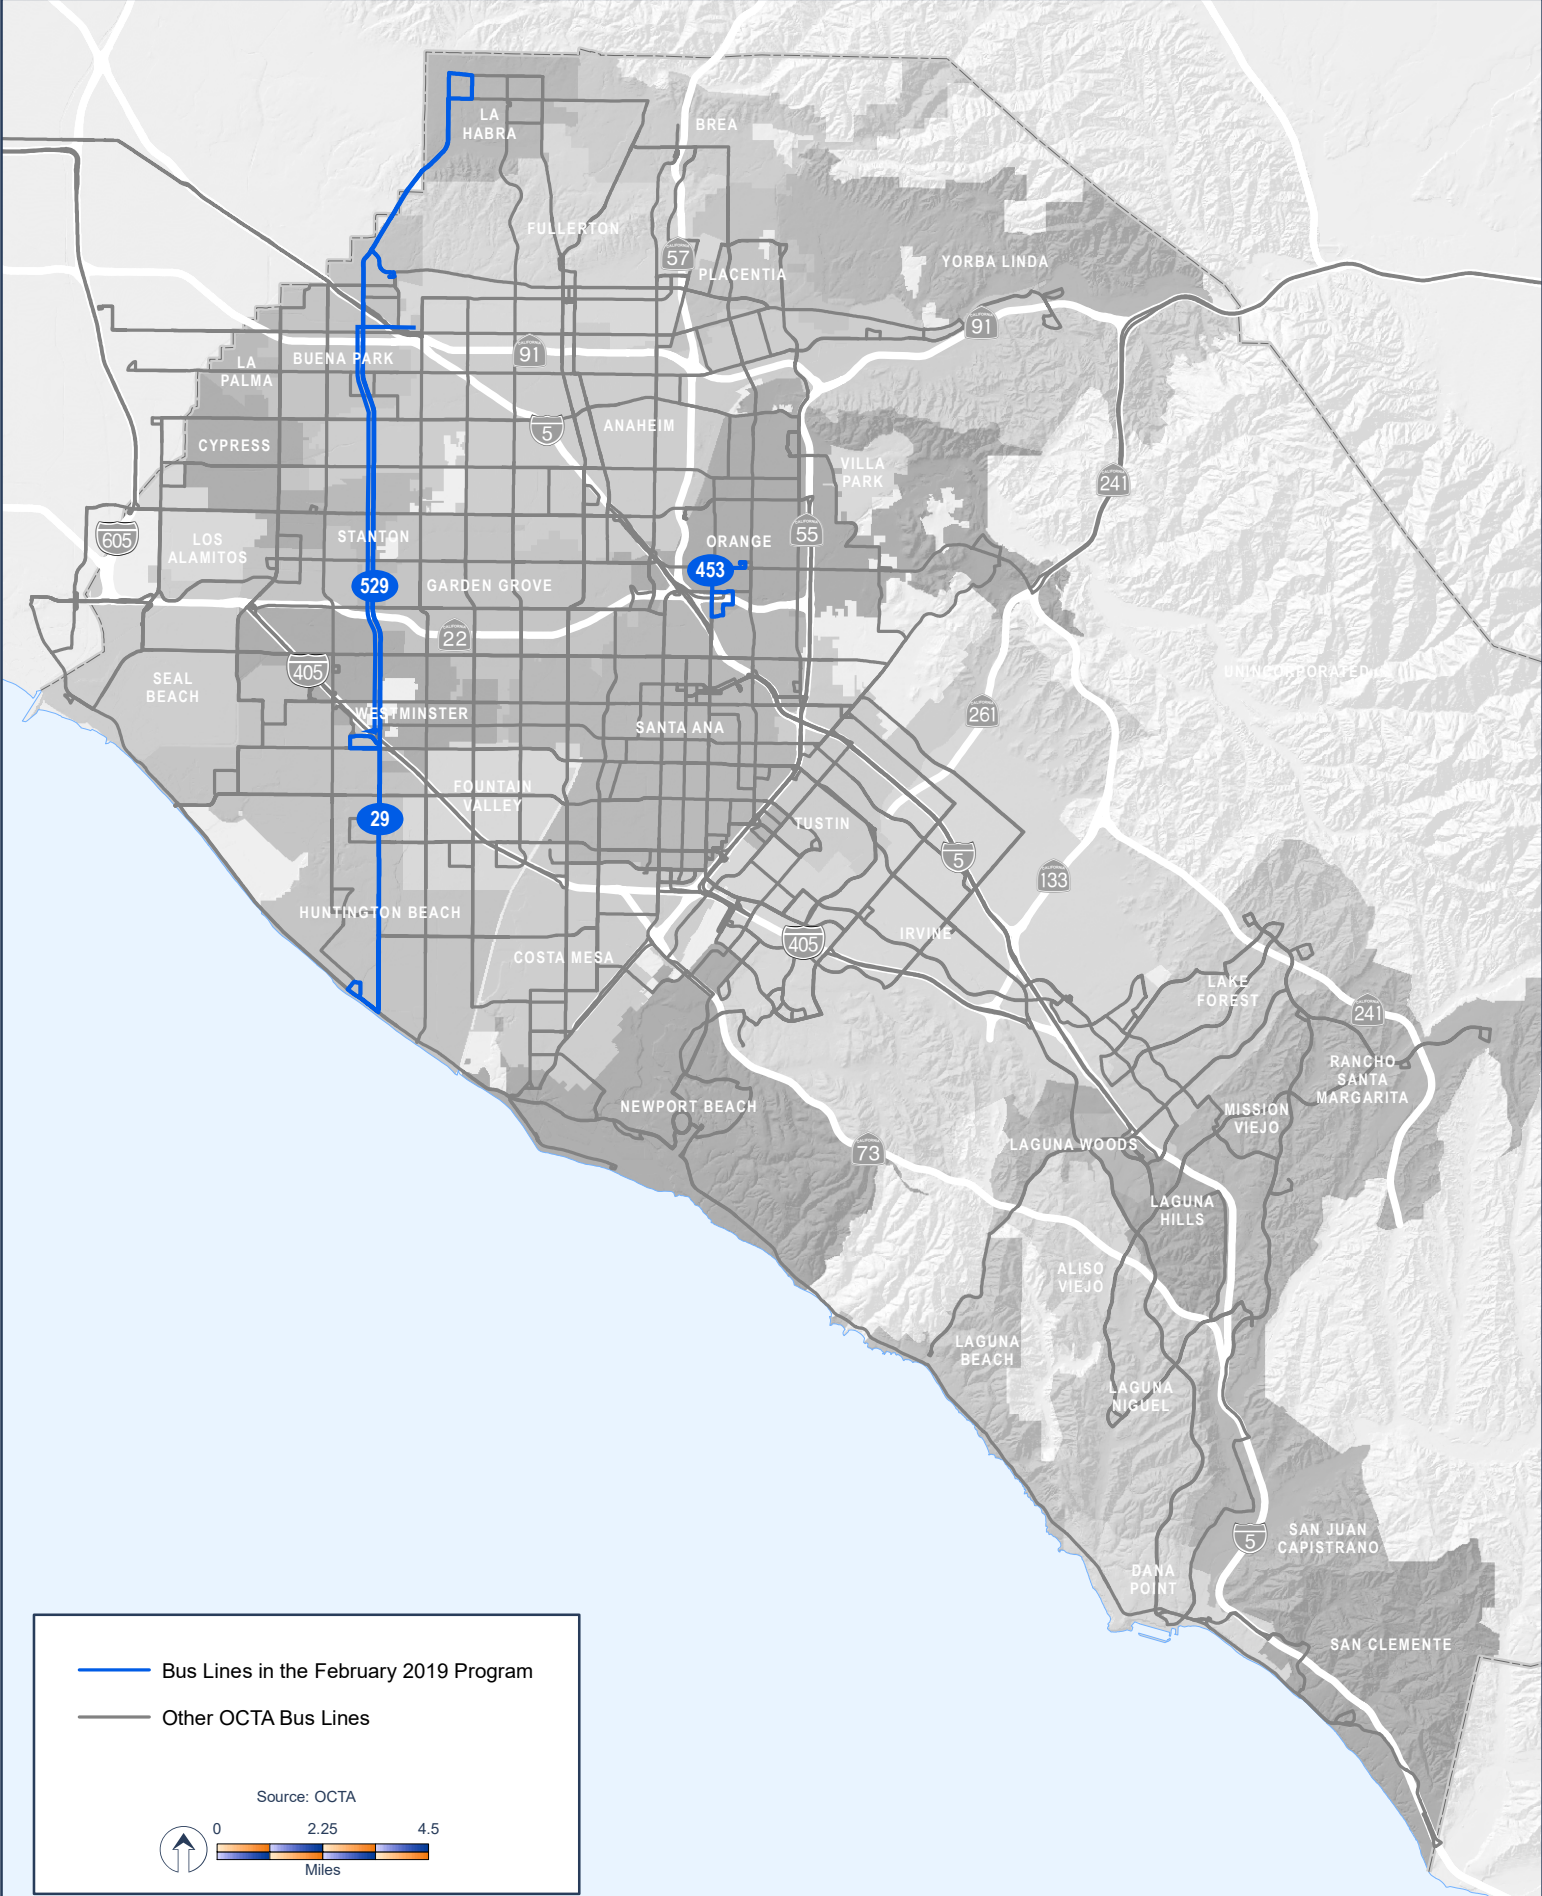 LA
HABRA
BREA
FULLERTON
57
PLACENTIA
YORBA LINDA
91
BUENA PARK
91
LA
PALMA
5
ANAHEIM
CYPRESS
VILLA
PARK
241
605
LOS
ALAMITOS
STANTON
ORANGE
55
453
529
GARDEN GROVE
22
405
SEAL
BEACH
UNINCORPORATED
261
WESTMINSTER
SANTA ANA
FOUNTAIN
VALLEY
29
TUSTIN
5
133
HUNTINGTON BEACH
405
IRVINE
COSTA MESA
LAKE
FOREST
241
RANCHO
SANTA
MARGARITA
NEWPORT BEACH
MISSION
VIEJO
73
LAGUNA WOODS
LAGUNA
HILLS
ALISO
VIEJO
LAGUNA
BEACH
LAGUNA
NIGUEL
5
SAN JUAN
CAPISTRANO
DANA
POINT
SAN CLEMENTE
Bus Lines in the February 2019 Program
Other OCTA Bus Lines
Source: OCTA
0 2.25 4.5
Miles